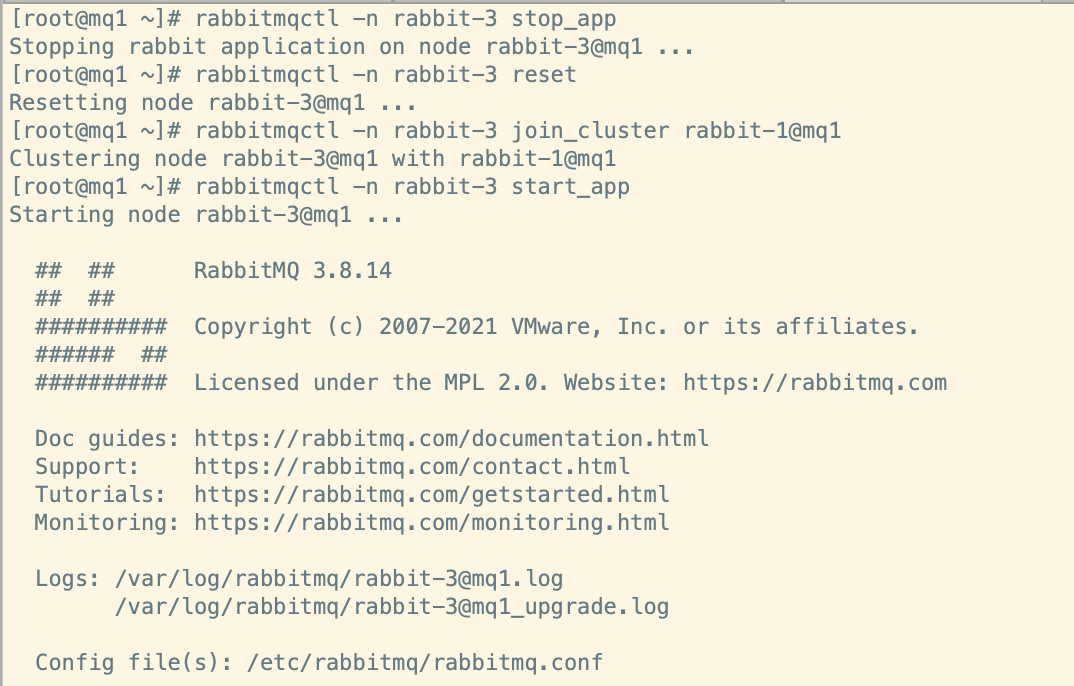 [root@mq1 ~]# rabbitmqctl -n rabbit-3 stop_app
Stopping rabbit application on node rabbit-3@mq1 ...
[root@mq1 ~]# rabbitmqctl -n rabbit-3 reset
Resetting node rabbit-3@mq1 ...
[root@mq1 ~]# rabbitmqctl -n rabbit-3 join_cluster rabbit-1@mq1
Clustering node rabbit-3@mq1 with rabbit-1@mq1
[root@mq1 ~]# rabbitmqctl -n rabbit-3 start_app
Starting node rabbit-3@mq1 ...

  ##  ##      RabbitMQ 3.8.14
  ##  ##
  ##########  Copyright (c) 2007-2021 VMware, Inc. or its affiliates.
  ######  ##
  ##########  Licensed under the MPL 2.0. Website: https://rabbitmq.com

  Doc guides: https://rabbitmq.com/documentation.html
  Support:    https://rabbitmq.com/contact.html
  Tutorials:  https://rabbitmq.com/getstarted.html
  Monitoring: https://rabbitmq.com/monitoring.html

  Logs: /var/log/rabbitmq/rabbit-3@mq1.log
        /var/log/rabbitmq/rabbit-3@mq1_upgrade.log

  Config file(s): /etc/rabbitmq/rabbitmq.conf